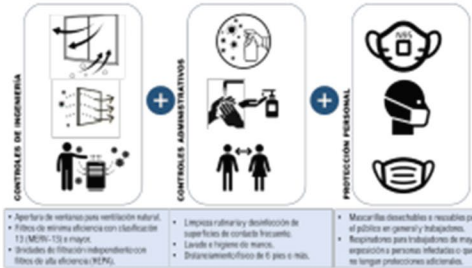 CONTROLES DE INGENIERÍA
CONTROLES ADMINISTRATIVOS
PROTECCIÓN PERSONAL
N95
• Apertura de ventanas para ventilación natural.
• Filtros de mínima eficiencia con clasificación
13 (MERV-13) o mayor.
• Unidades de filtración independiente con
filtros de alta eficiencia (HEPA).
• Limpieza rutinaria y desinfección de
superficies de contacto frecuente.
• Lavado e higiene de manos.
• Distanciamiento físico de 6 pies o más.
• Mascarillas desechables o reusables para
el público en general y trabajadores.
• Respiradores para trabajadores de
exposición a personas infectadas o que
no tengan protecciones adicionales.